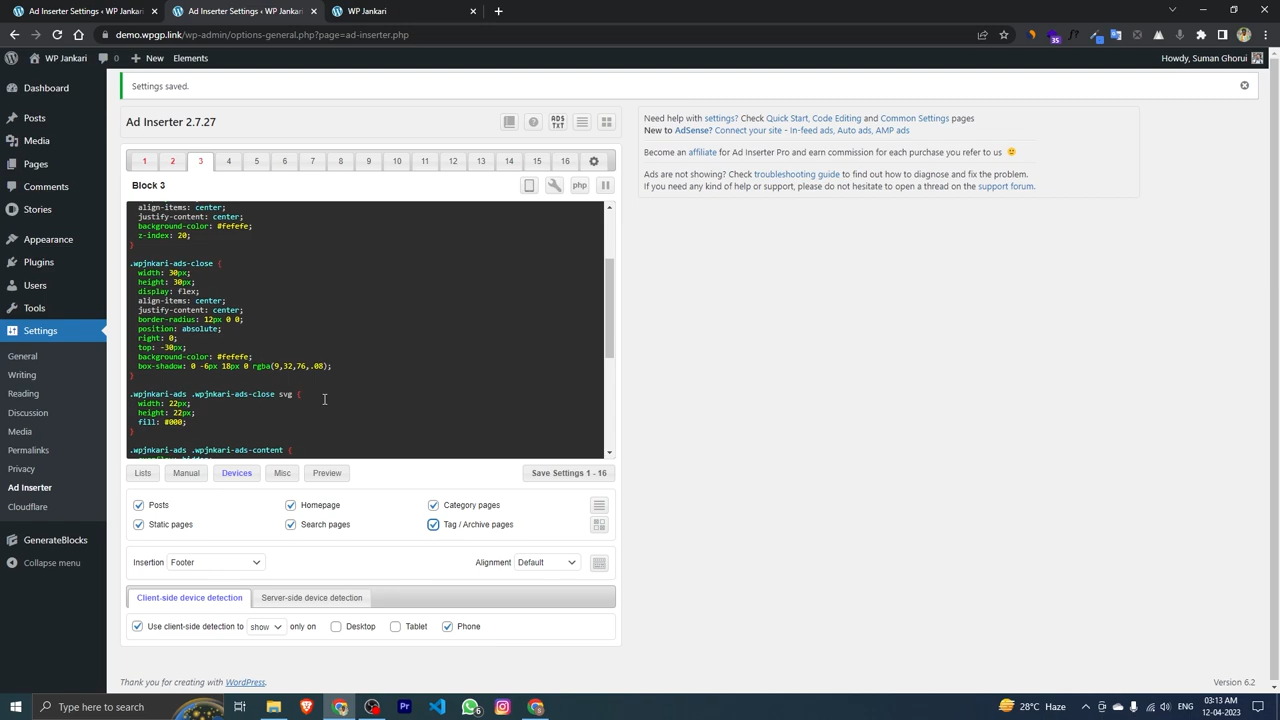 Ad Inserter Settings ‹ WP Jankari
Ad Inserter Settings ‹ WP Jankari
WP Jankari
demo.wpgp.in/wp-admin/options-general.php?page=ad-inserter.php
35
WP Jankari
0
New
Elements
Howdy, Suman Ghorui
Dashboard
Posts
Media
Pages
Comments
Stories
Appearance
Plugins
Users
Tools
Settings
General
Writing
Reading
Discussion
Media
Permalinks
Privacy
Ad Inserter
Cloudflare
GenerateBlocks
Collapse menu
Settings saved.
Ad Inserter 2.7.27
ADS
TXT
1 2 3 4 5 6 7 8 9 10 11 12 13 14 15 16
Block 3
php
align-items: center;
justify-content: center;
background-color: #fefefe;
z-index: 20;
}
.wpjnkari-ads-close {
width: 30px;
height: 30px;
display: flex;
align-items: center;
justify-content: center;
border-radius: 12px 0 0;
position: absolute;
right: 0;
top: -30px;
background-color: #fefefe;
box-shadow: 0 -6px 18px 0 rgba(9,32,76,.08);
}
.wpjnkari-ads .wpjnkari-ads-close svg {
width: 22px;
height: 22px;
fill: #000;
}
.wpjnkari-ads .wpjnkari-ads-content {
Lists
Manual
Devices
Misc
Preview
Save Settings 1 - 16
Posts
Homepage
Category pages
Static pages
Search pages
Tag / Archive pages
Insertion Footer
Alignment Default
Client-side device detection
Server-side device detection
Use client-side detection to show only on Desktop Tablet Phone
Need help with settings? Check Quick Start, Code Editing and Common Settings pages
New to AdSense? Connect your site - In-feed ads, Auto ads, AMP ads
Become an affiliate for Ad Inserter Pro and earn commission for each purchase you refer to us
Ads are not showing? Check troubleshooting guide to find out how to diagnose and fix the problem.
If you need any kind of help or support, please do not hesitate to open a thread on the support forum.
Thank you for creating with WordPress.
Version 6.2
Type here to search
Pr
6
28°C Haze
ENG
03:13 AM
12-04-2023